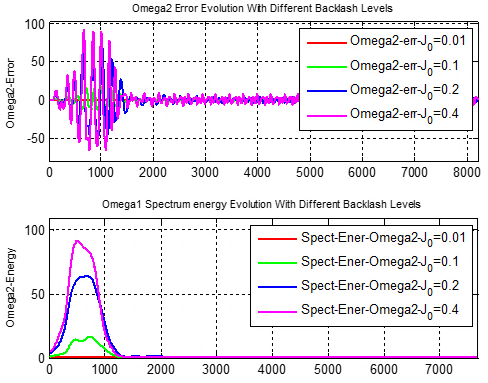 Omega2 Error Evolution With Different Backlash Levels
100
50
0
-50
Omega2-Error
Omega2-err-J0=0.01
Omega2-err-J0=0.1
Omega2-err-J0=0.2
Omega2-err-J0=0.4
0 1000 2000 3000 4000 5000 6000 7000 8000
Omega1 Spectrum energy Evolution With Different Backlash Levels
100
50
0
Omega2-Energy
Spect-Ener-Omega2-J0=0.01
Spect-Ener-Omega2-J0=0.1
Spect-Ener-Omega2-J0=0.2
Spect-Ener-Omega2-J0=0.4
0 1000 2000 3000 4000 5000 6000 7000